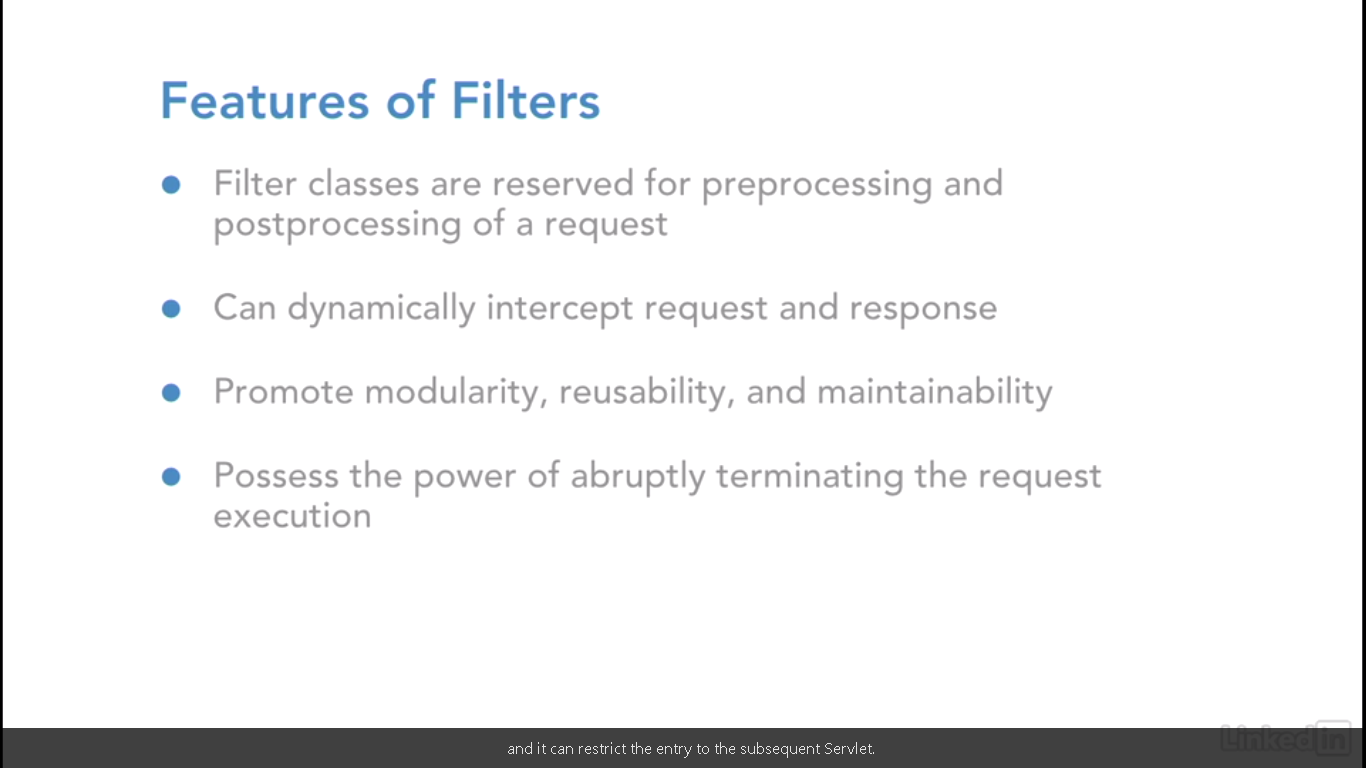 Features of Filters
● Filter classes are reserved for preprocessing and
postprocessing of a request
● Can dynamically intercept request and response
● Promote modularity, reusability, and maintainability
● Possess the power of abruptly terminating the request
execution
and it can restrict the entry to the subsequent Servlet.
Linked in